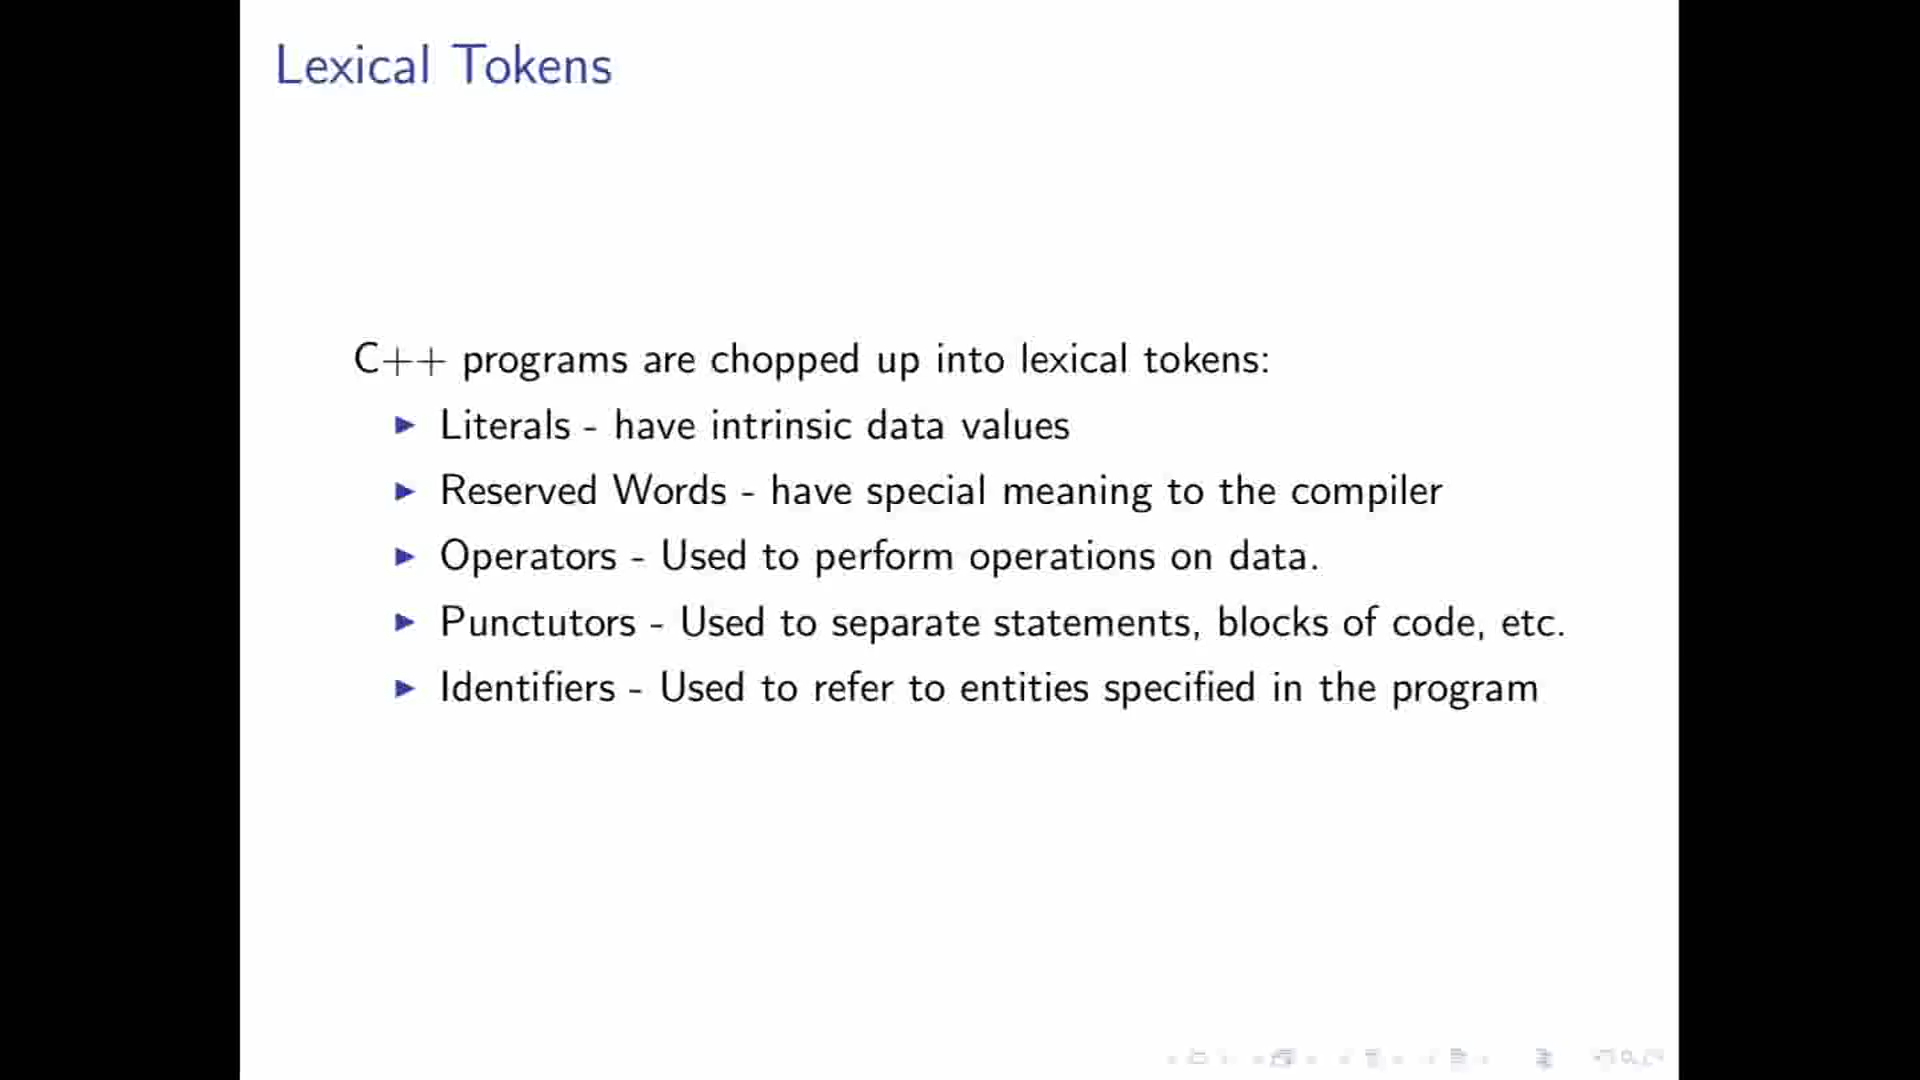 Lexical Tokens
C++ programs are chopped up into lexical tokens:
Literals - have intrinsic data values
Reserved Words - have special meaning to the compiler
Operators - Used to perform operations on data.
Punctutors - Used to separate statements, blocks of code, etc.
Identifiers - Used to refer to entities specified in the program